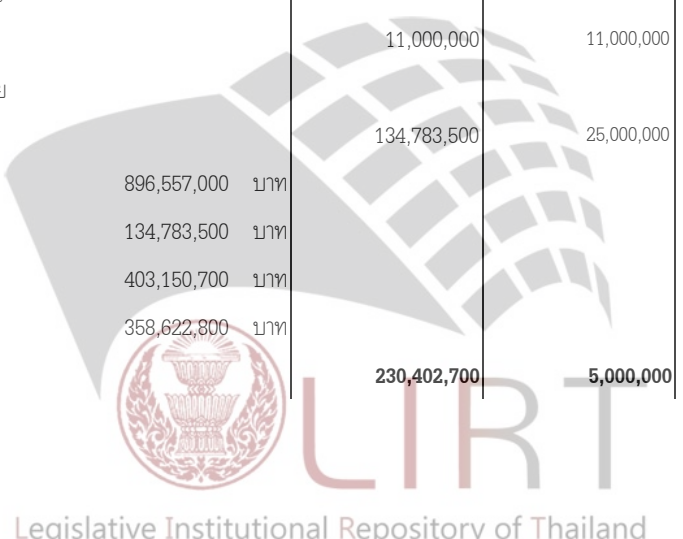 11,000,000 11,000,000
134,783,500 25,000,000
896,557,000 บาท
134,783,500 บาท
403,150,700 บาท
358,622,800 บาท
230,402,700 5,000,000
LIRT
Legislative Institutional Repository of Thailand